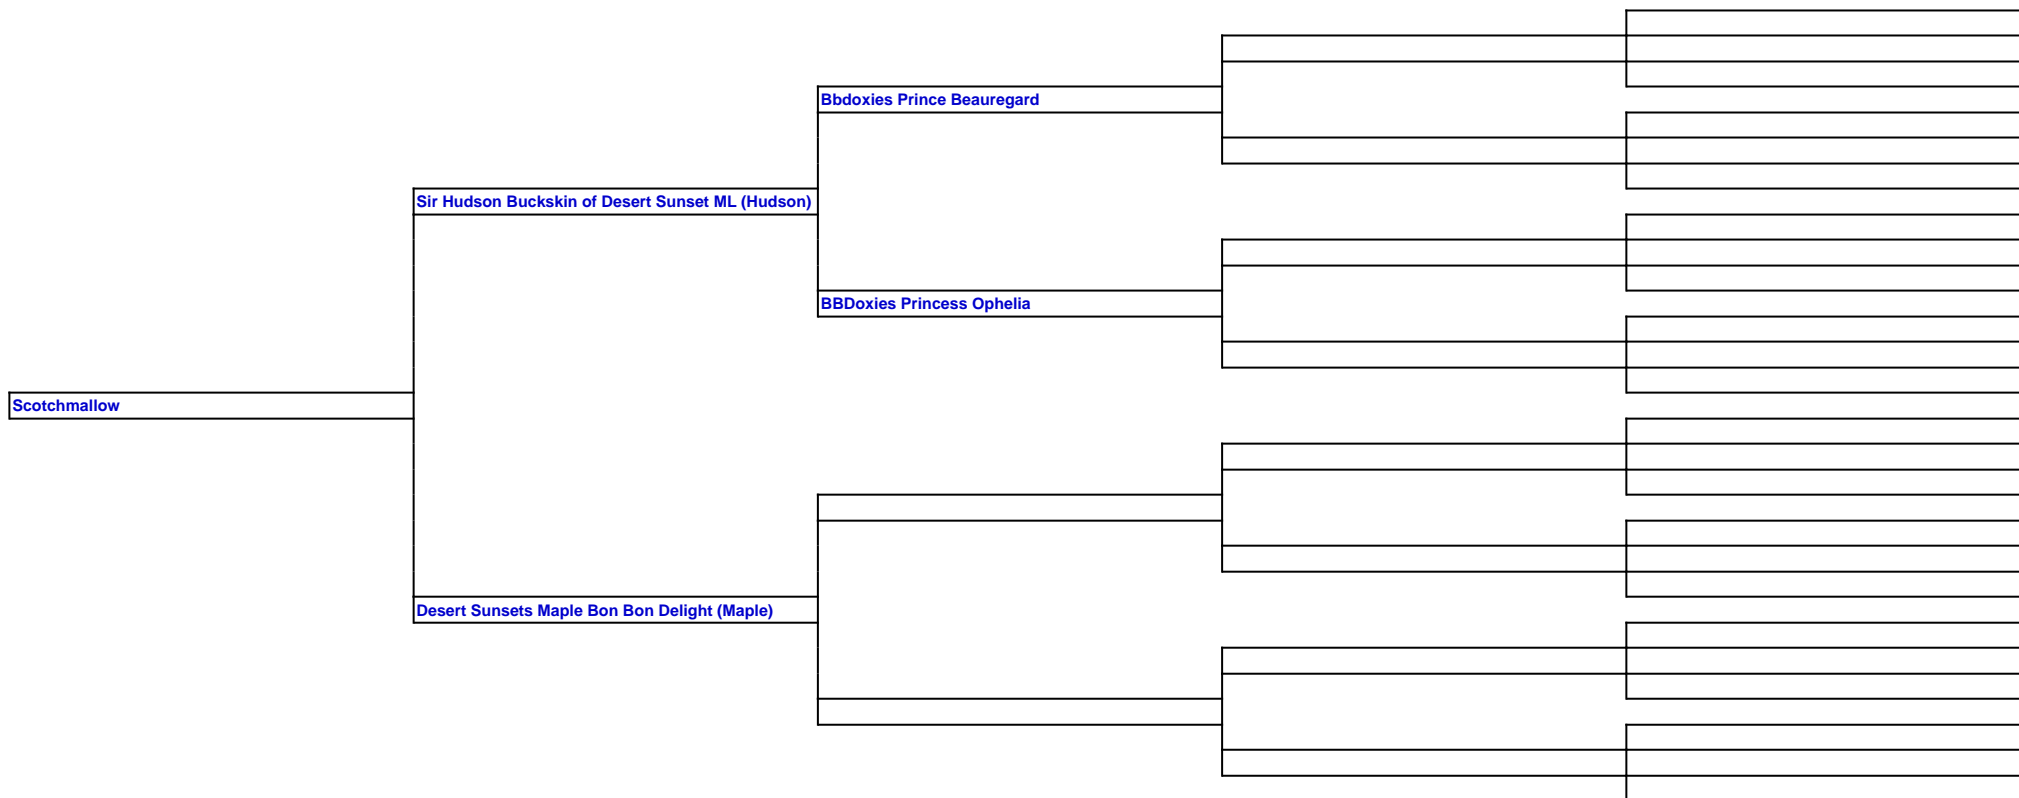 Bbdoxies Prince Beauregard
Sir Hudson Buckskin of Desert Sunset ML (Hudson)
BBDoxies Princess Ophelia
Scotchmallow
Desert Sunsets Maple Bon Bon Delight (Maple)